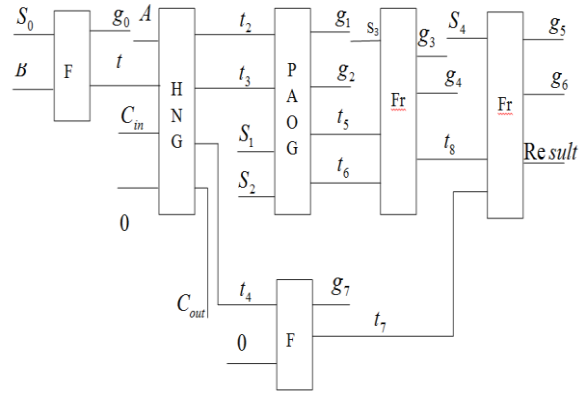 S0 g0 A t2 g1 S3 g3 S4 g5
B F t H N G t3 P A O G g2 Fr g4 Fr g6
Cin S1 t5 t8 Result
0 S2 t6
Cout t4 g7
0 F t7